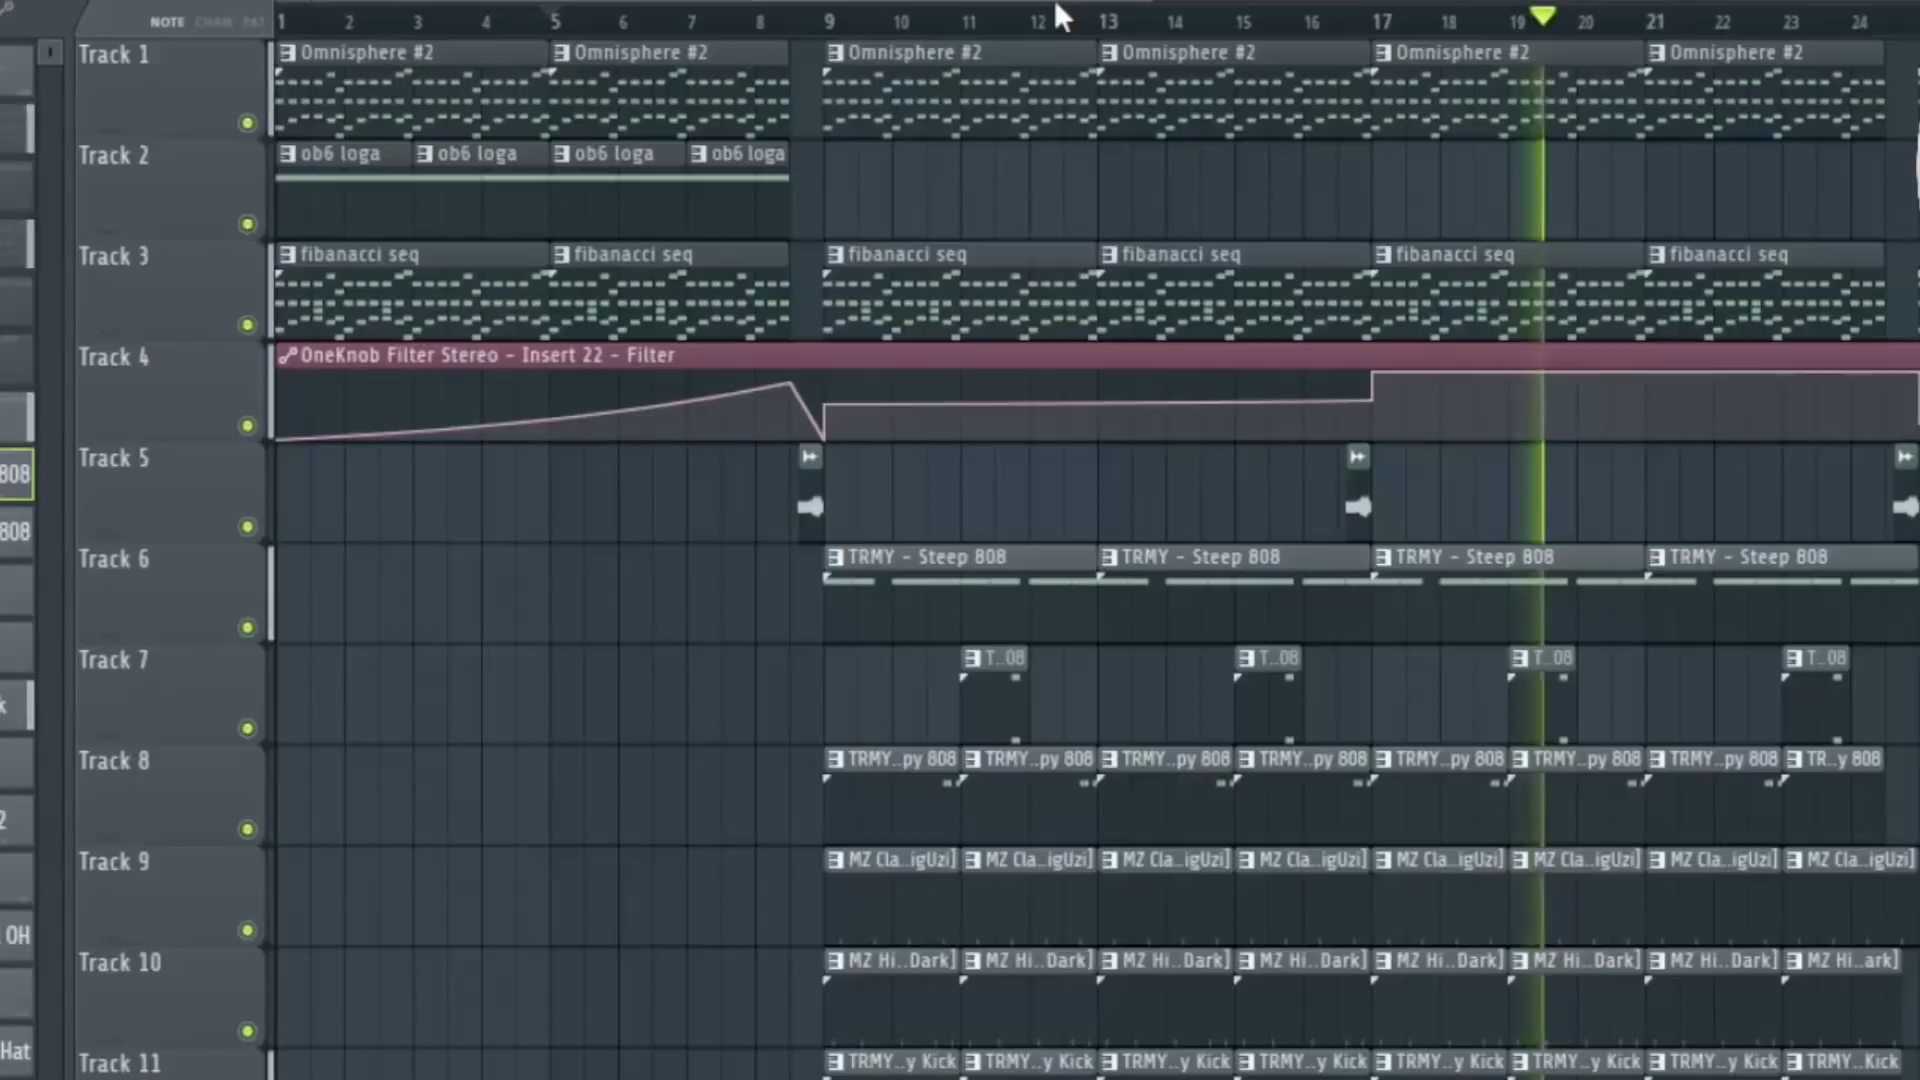 NOTE CHAN PAT 1 2 3 4 5 6 7 8 9 10 11 12 13 14 15 16 17 18 19 20 21 22 23 24
Track 1 Omnisphere #2 Omnisphere #2 Omnisphere #2 Omnisphere #2 Omnisphere #2 Omnisphere #2
Track 2 ob6 loga ob6 loga ob6 loga ob6 loga
Track 3 fibanacci seq fibanacci seq fibanacci seq fibanacci seq fibanacci seq fibanacci seq
Track 4 OneKnob Filter Stereo - Insert 22 - Filter
Track 5
808
808
Track 6 TRMY - Steep 808 TRMY - Steep 808 TRMY - Steep 808 TRMY - Steep 808
Track 7 T..08 T..08 T..08 T..08
k
Track 8 TRMY..py 808 TRMY..py 808 TRMY..py 808 TRMY..py 808 TRMY..py 808 TRMY..py 808 TRMY..py 808 TR..y 808
2
Track 9 MZ Cla..igUzi] MZ Cla..igUzi] MZ Cla..igUzi] MZ Cla..igUzi] MZ Cla..igUzi] MZ Cla..igUzi] MZ Cla..igUzi] MZ Cla..igUzi]
OH
Track 10 MZ Hi..Dark] MZ Hi..Dark] MZ Hi..Dark] MZ Hi..Dark] MZ Hi..Dark] MZ Hi..Dark] MZ Hi..Dark] MZ Hi..ark]
Hat
Track 11 TRMY..y Kick TRMY..y Kick TRMY..y Kick TRMY..y Kick TRMY..y Kick TRMY..y Kick TRMY..y Kick TRMY..Kick